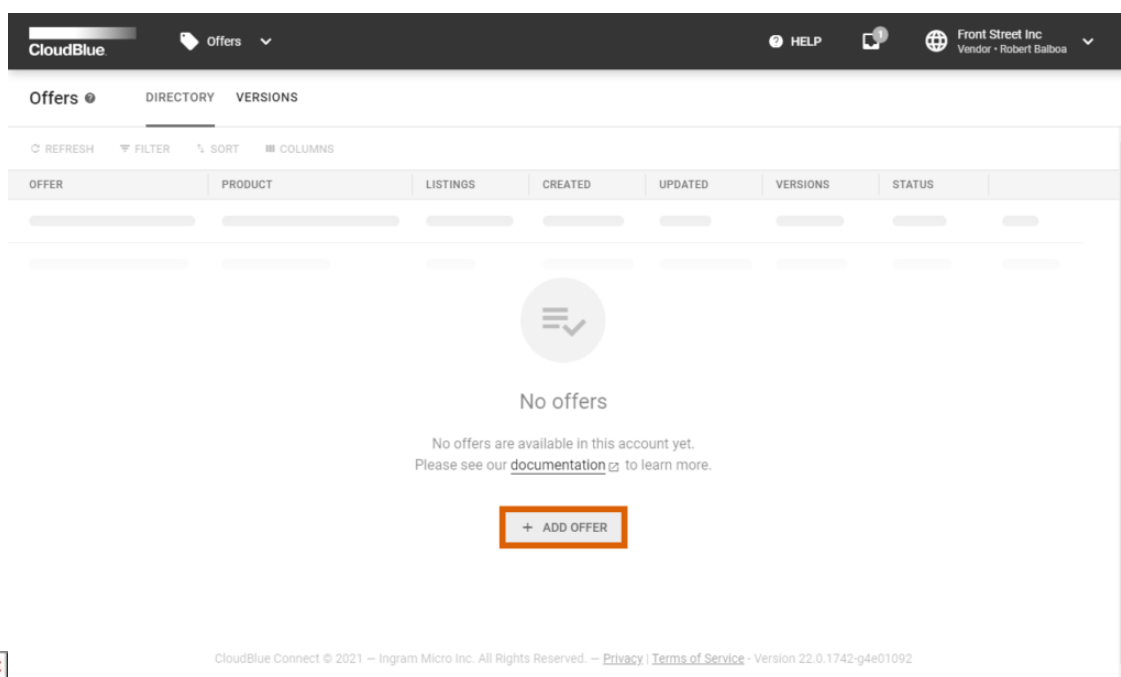 CloudBlue.
Offers
HELP
1
Front Street Inc
Vendor • Robert Balboa
Offers
DIRECTORY
VERSIONS
REFRESH
FILTER
SORT
COLUMNS
OFFER
PRODUCT
LISTINGS
CREATED
UPDATED
VERSIONS
STATUS
No offers
No offers are available in this account yet.
Please see our documentation to learn more.
+ ADD OFFER
CloudBlue Connect © 2021 — Ingram Micro Inc. All Rights Reserved. — Privacy | Terms of Service - Version 22.0.1742-g4e01092